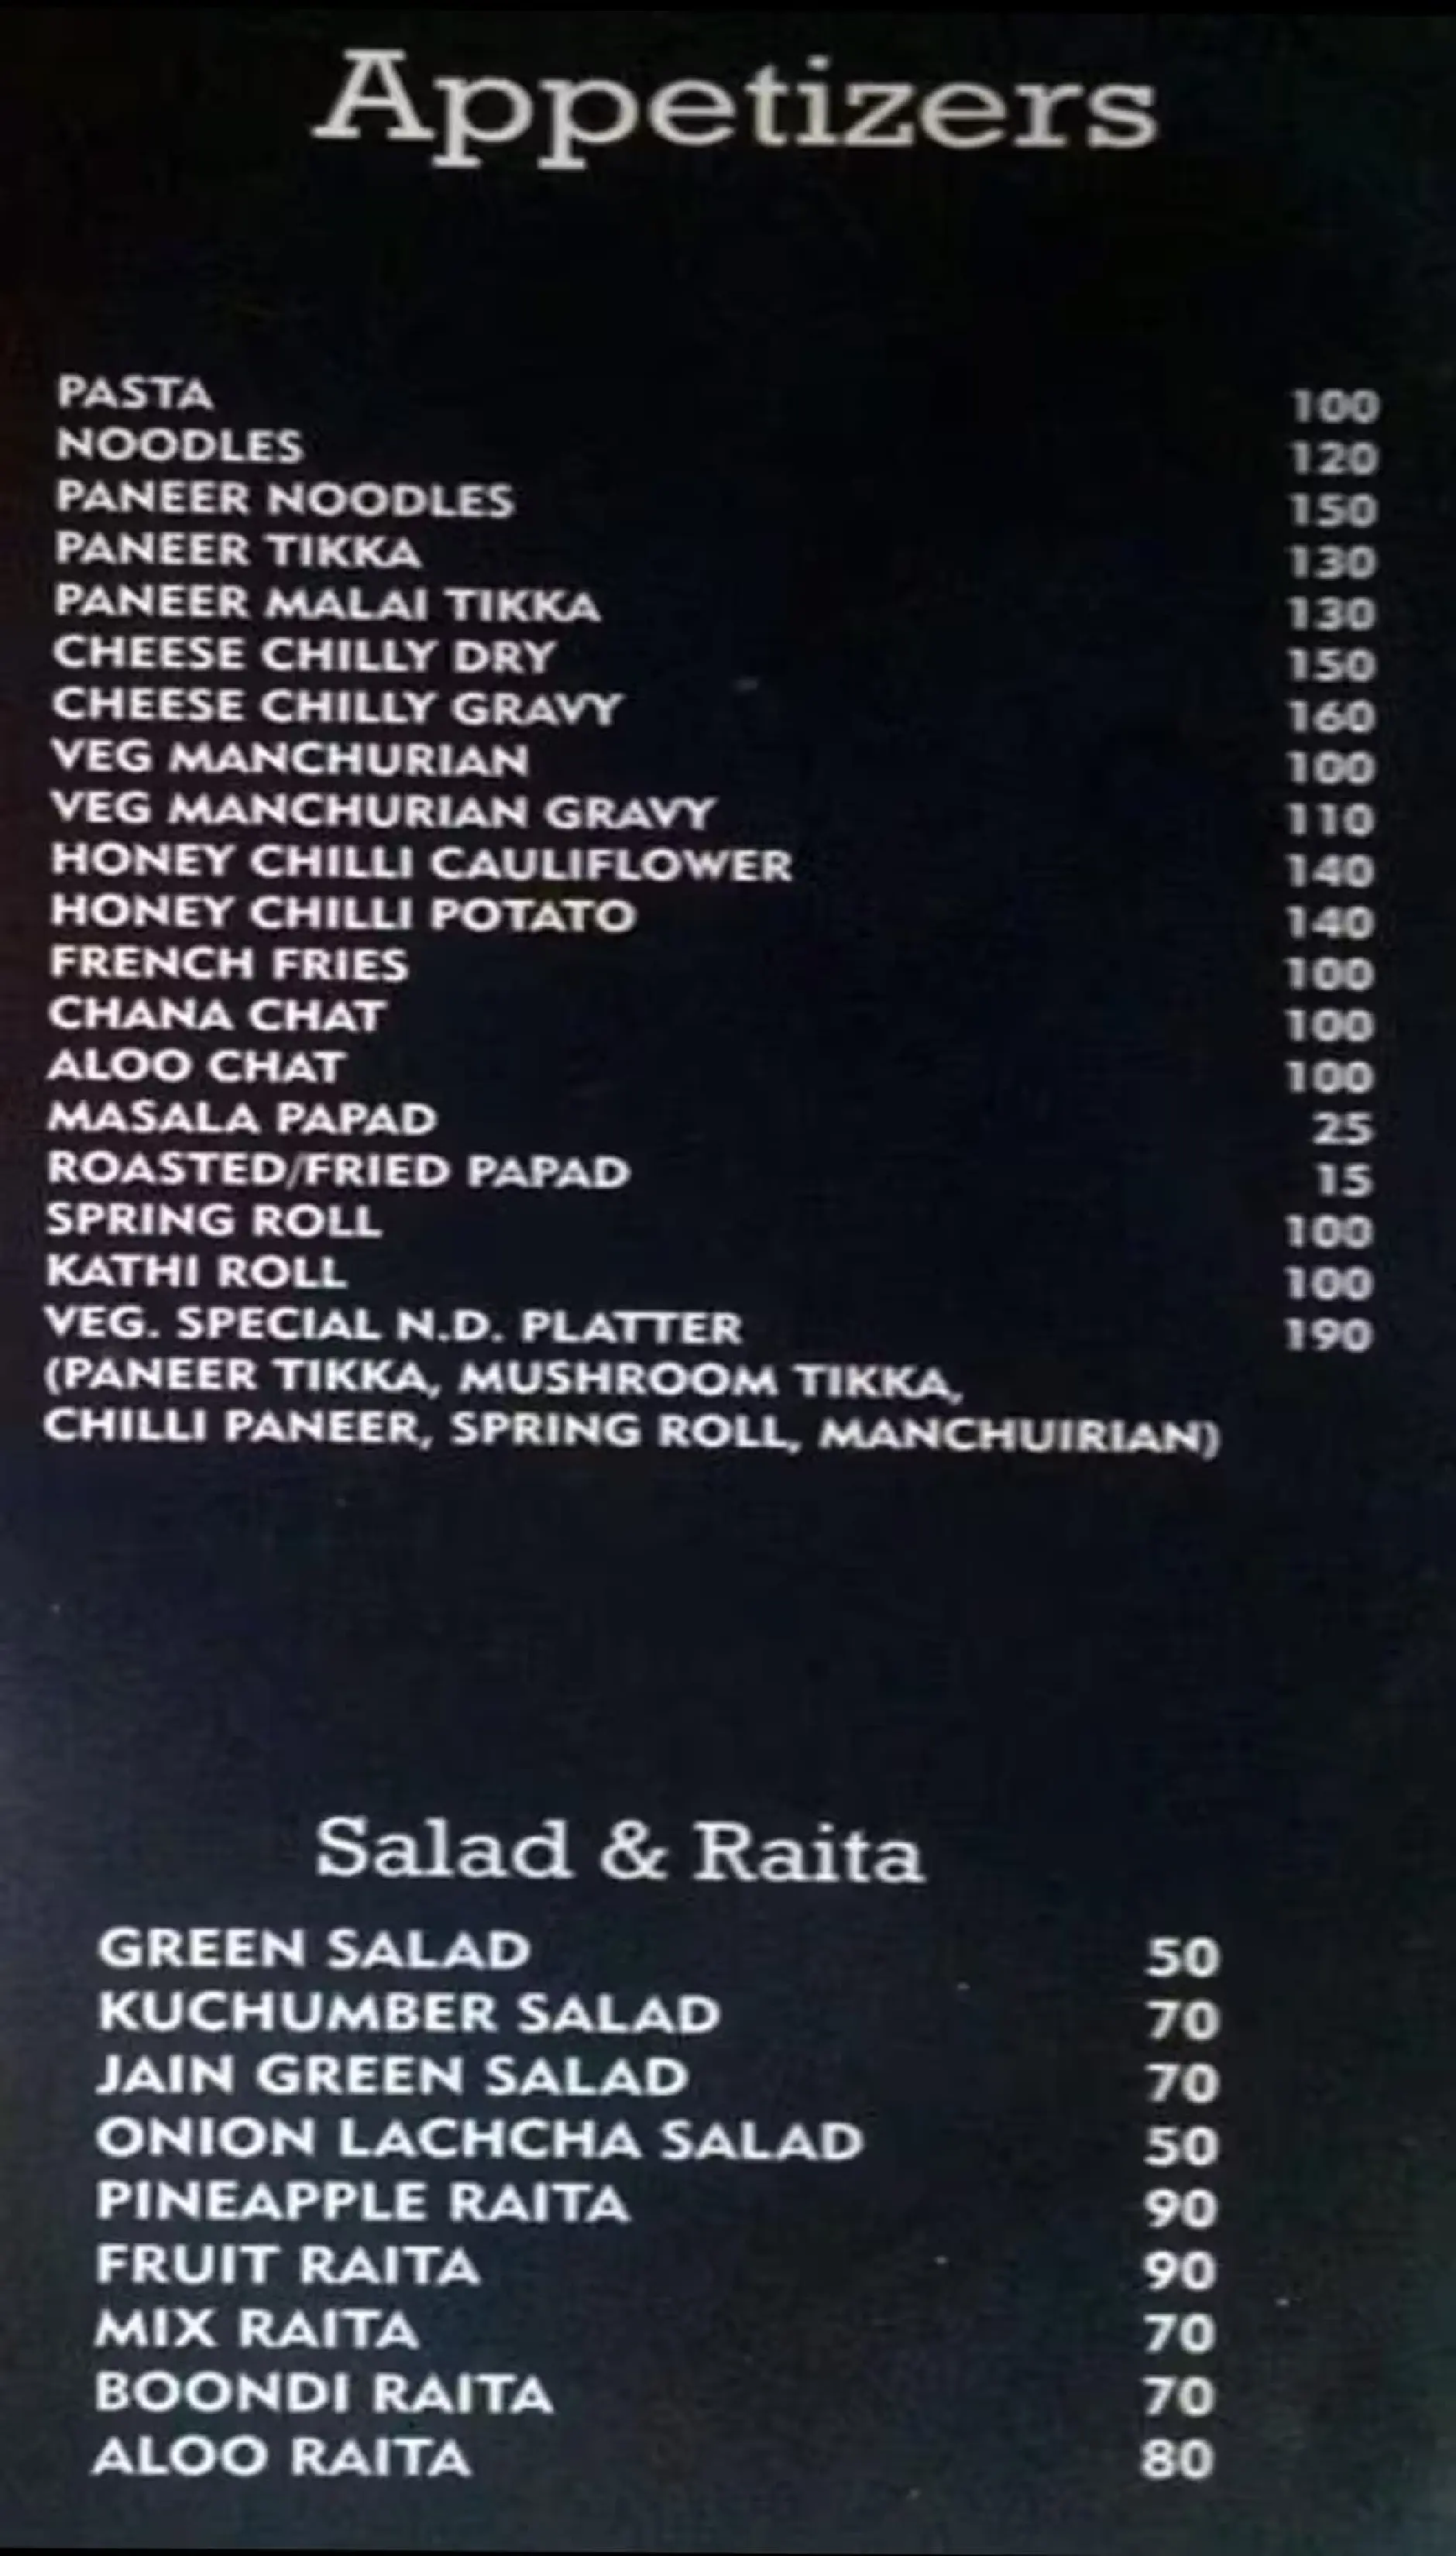 Appetizers
PASTA 100
NOODLES 120
PANEER NOODLES 150
PANEER TIKKA 130
PANEER MALAI TIKKA 130
CHEESE CHILLY DRY 150
CHEESE CHILLY GRAVY 160
VEG MANCHURIAN 100
VEG MANCHURIAN GRAVY 110
HONEY CHILLI CAULIFLOWER 140
HONEY CHILLI POTATO 140
FRENCH FRIES 100
CHANA CHAT 100
ALOO CHAT 100
MASALA PAPAD 25
ROASTED/FRIED PAPAD 15
SPRING ROLL 100
KATHI ROLL 100
VEG. SPECIAL N.D. PLATTER 190
(PANEER TIKKA, MUSHROOM TIKKA,
CHILLI PANEER, SPRING ROLL, MANCHUIRIAN)
Salad & Raita
GREEN SALAD 50
KUCHUMBER SALAD 70
JAIN GREEN SALAD 70
ONION LACHCHA SALAD 50
PINEAPPLE RAITA 90
FRUIT RAITA 90
MIX RAITA 70
BOONDI RAITA 70
ALOO RAITA 80